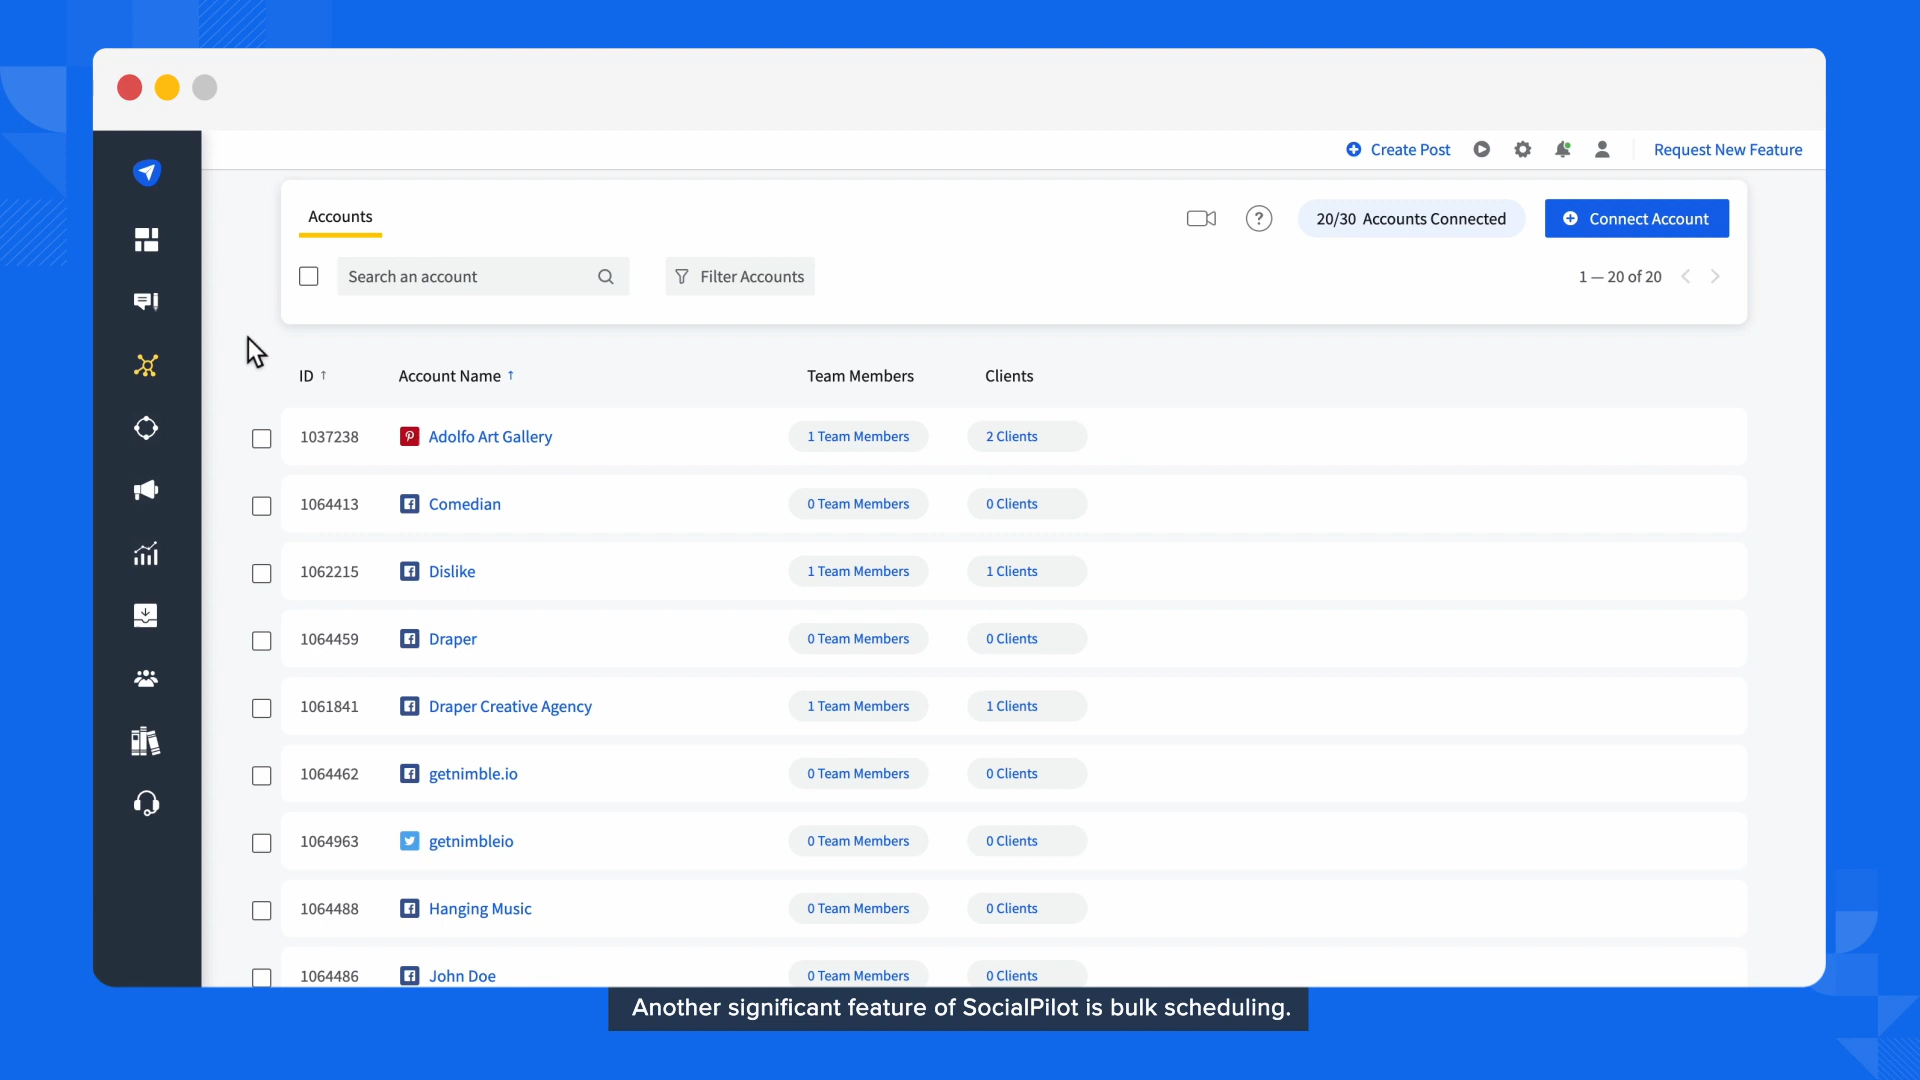 Create Post
Request New Feature
Accounts
20/30 Accounts Connected
Connect Account
Search an account
Filter Accounts
1 — 20 of 20
ID ↑ Account Name ↑ Team Members Clients
1037238 Adolfo Art Gallery 1 Team Members 2 Clients
1064413 Comedian 0 Team Members 0 Clients
1062215 Dislike 1 Team Members 1 Clients
1064459 Draper 0 Team Members 0 Clients
1061841 Draper Creative Agency 1 Team Members 1 Clients
1064462 getnimble.io 0 Team Members 0 Clients
1064963 getnimbleio 0 Team Members 0 Clients
1064488 Hanging Music 0 Team Members 0 Clients
1064486 John Doe 0 Team Members 0 Clients
Another significant feature of SocialPilot is bulk scheduling.